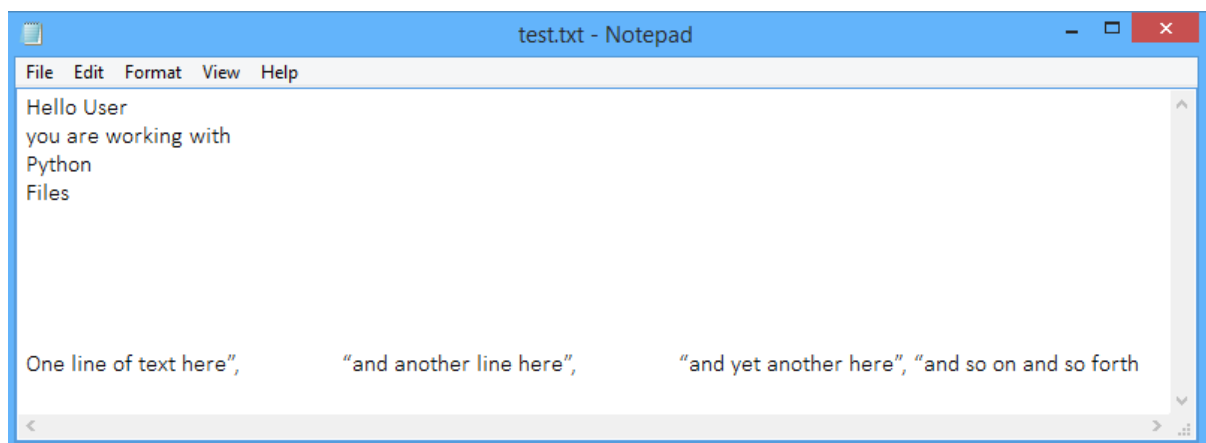 test.txt - Notepad
File Edit Format View Help
Hello User
you are working with
Python
Files
One line of text here”, “and another line here”, “and yet another here”, “and so on and so forth